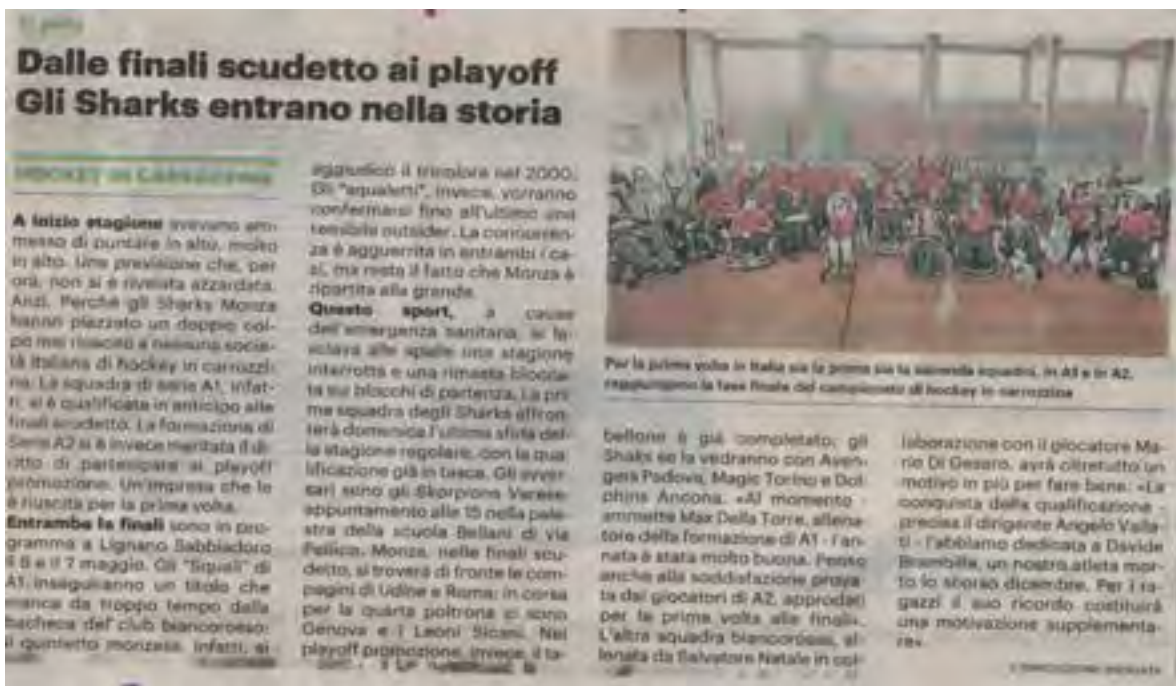 Dalle finali scudetto ai playoff
Gli Sharks entrano nella storia
HOCKEY IN CARROZZINA
A inizio stagione avevano am-
messo di puntare in alto, molto
in alto. Una previsione che, per
ora, non si è rivelata azzardata.
Anzi. Perché gli Sharks Monza
hanno piazzato un doppio col-
po mai riuscito a nessuna socie-
tà italiana di hockey in carrozzi-
na. La squadra di serie A1, infat-
ti, si è qualificata in anticipo alle
finali scudetto. La formazione di
Serie A2 si è invece meritata il di-
ritto di partecipare ai playoff
promozione. Un'impresa che le
è riuscita per la prima volta.
Entrambe le finali sono in pro-
gramma a Lignano Sabbiadoro
il 6 e il 7 maggio. Gli "Squali" di
A1 inseguiranno un titolo che
manca da troppo tempo dalla
bacheca del club biancorosso:
il quintetto monzese, infatti, si
aggiudicò il tricolore nel 2000.
Gli "squaletti", invece, vorranno
confermarsi fino all'ultimo una
sensibile outsider. La concorren-
za è agguerrita in entrambi i ca-
si, ma resta il fatto che Monza è
ripartita alla grande.
Questo sport, a causa
dell'emergenza sanitaria, si la-
sciava alle spalle una stagione
interrotta e una rimasta blocca-
ta sui blocchi di partenza. La pri-
ma squadra degli Sharks affron-
terà domenica l'ultima sfida del-
la stagione regolare, con la qua-
lificazione già in tasca. Gli avver-
sari sono gli Skorpions Varese:
appuntamento alle 15 nella pale-
stra della scuola Bellani di via
Pellico. Monza, nelle finali scu-
detto, si troverà di fronte le com-
pagini di Udine e Roma: in corsa
per la quarta poltrona ci sono
Genova e i Leoni Sicani. Nei
playoff promozione, invece, il ta-
Per la prima volta in Italia sia la prima sia la seconda squadra, in A1 e in A2,
raggiungono la fase finale del campionato di hockey in carrozzina
bellone è già completato: gli
Shaks se la vedranno con Aven-
gers Padova, Magic Torino e Dol-
phins Ancona. «Al momento -
ammette Max Della Torre, allena-
tore della formazione di A1 - l'an-
nata è stata molto buona. Penso
anche alla soddisfazione prova-
ta dai giocatori di A2, approdati
per la prima volta alle finali».
L'altra squadra biancorossa, al-
lenata da Salvatore Natale in col-
laborazione con il giocatore Ma-
rio Di Gesaro, avrà oltretutto un
motivo in più per fare bene: «La
conquista della qualificazione -
precisa il dirigente Angelo Valla-
ti - l'abbiamo dedicata a Davide
Brambilla, un nostro atleta mor-
to lo scorso dicembre. Per i ra-
gazzi il suo ricordo costituirà
una motivazione supplementa-
re».